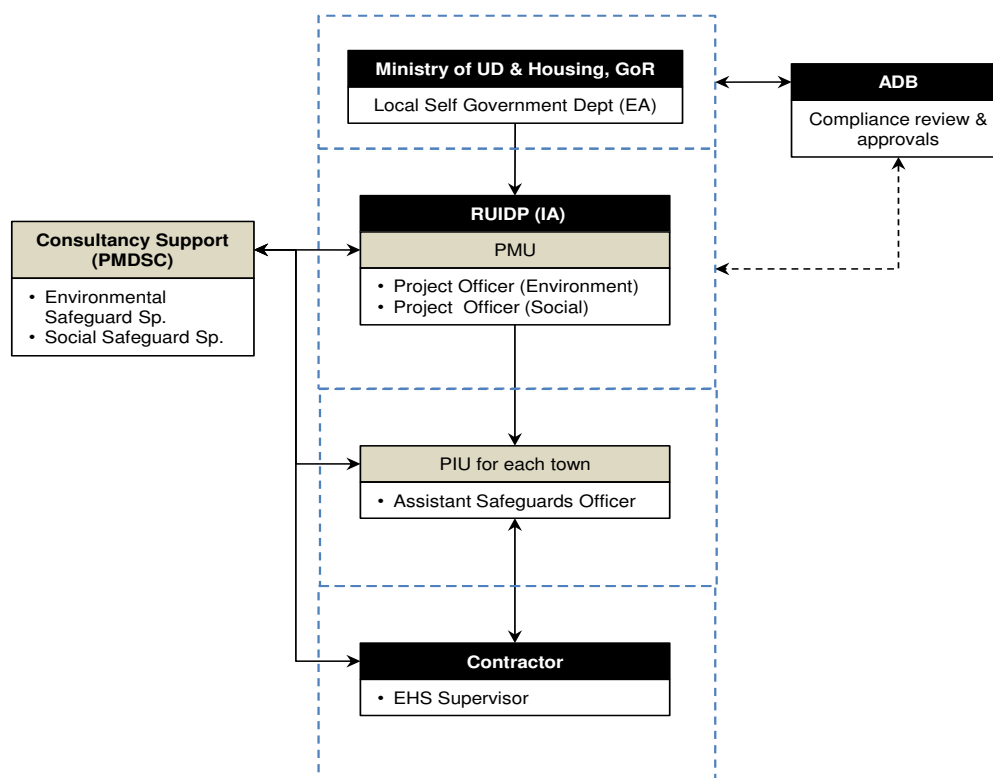 Ministry of UD & Housing, GoR
Local Self Government Dept (EA)
ADB
Compliance review &
approvals
RUIDP (IA)
PMU
• Project Officer (Environment)
• Project Officer (Social)
Consultancy Support
(PMDSC)
• Environmental
Safeguard Sp.
• Social Safeguard Sp.
PIU for each town
• Assistant Safeguards Officer
Contractor
• EHS Supervisor